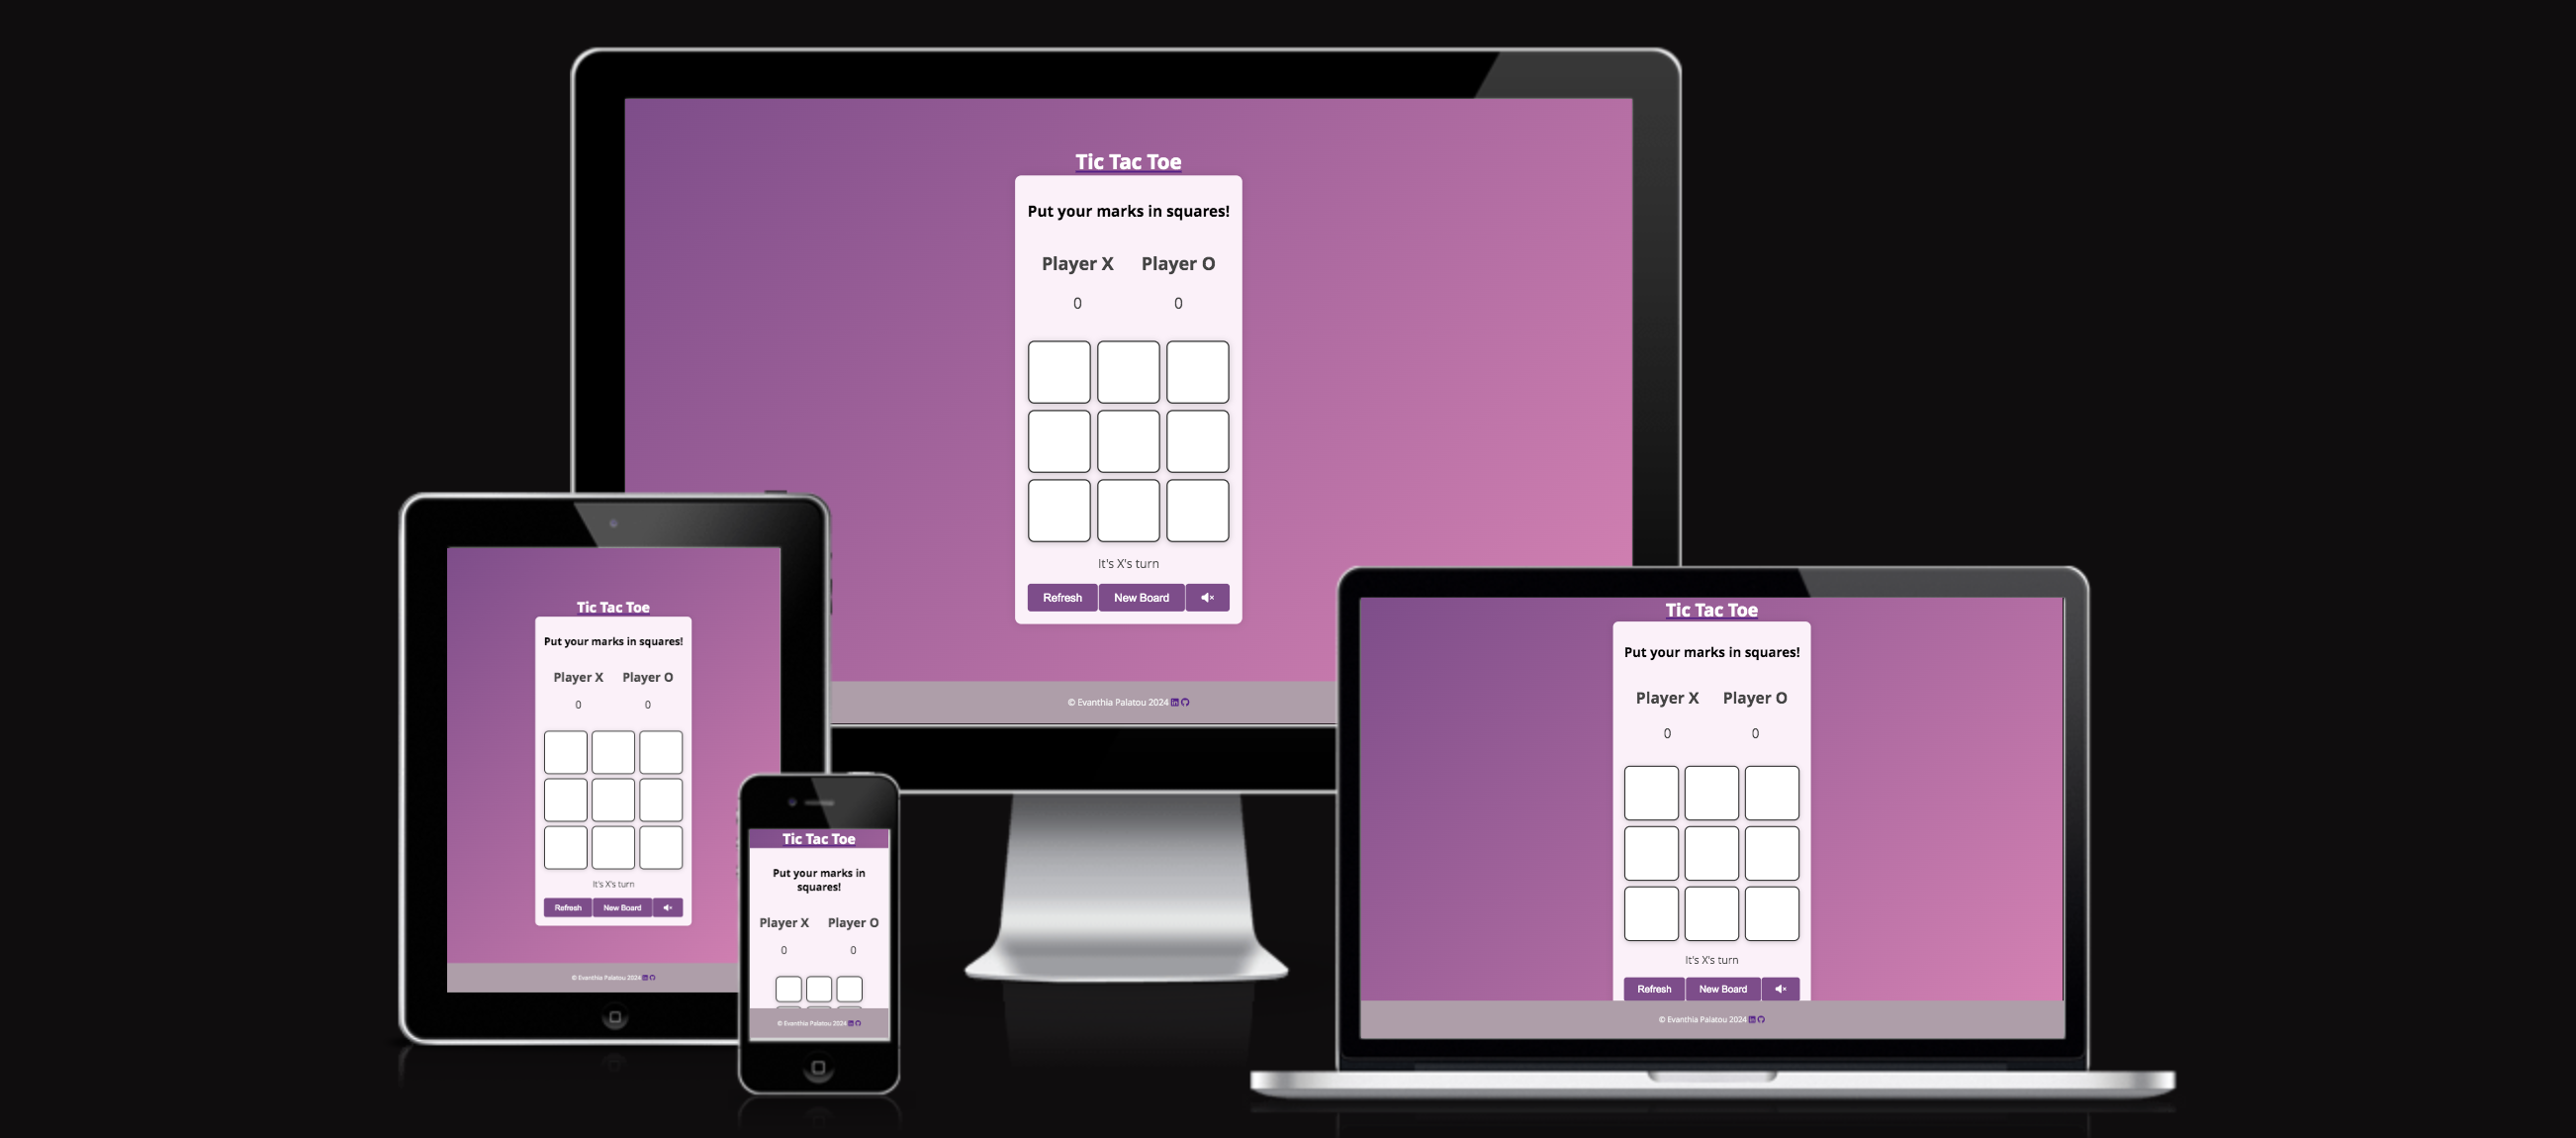 Tic Tac Toe
Put your marks in squares!
Player X Player O
0 0
It's X's turn
Refresh New Board
© Evanthia Palatou 2024
Tic Tac Toe
Put your marks in squares!
Player X Player O
0 0
It's X's turn
Refresh New Board
© Evanthia Palatou 2024
Tic Tac Toe
Put your marks in
squares!
Player X Player O
0 0
© Evanthia Palatou 2024
Tic Tac Toe
Put your marks in squares!
Player X Player O
0 0
It's X's turn
Refresh New Board
© Evanthia Palatou 2024